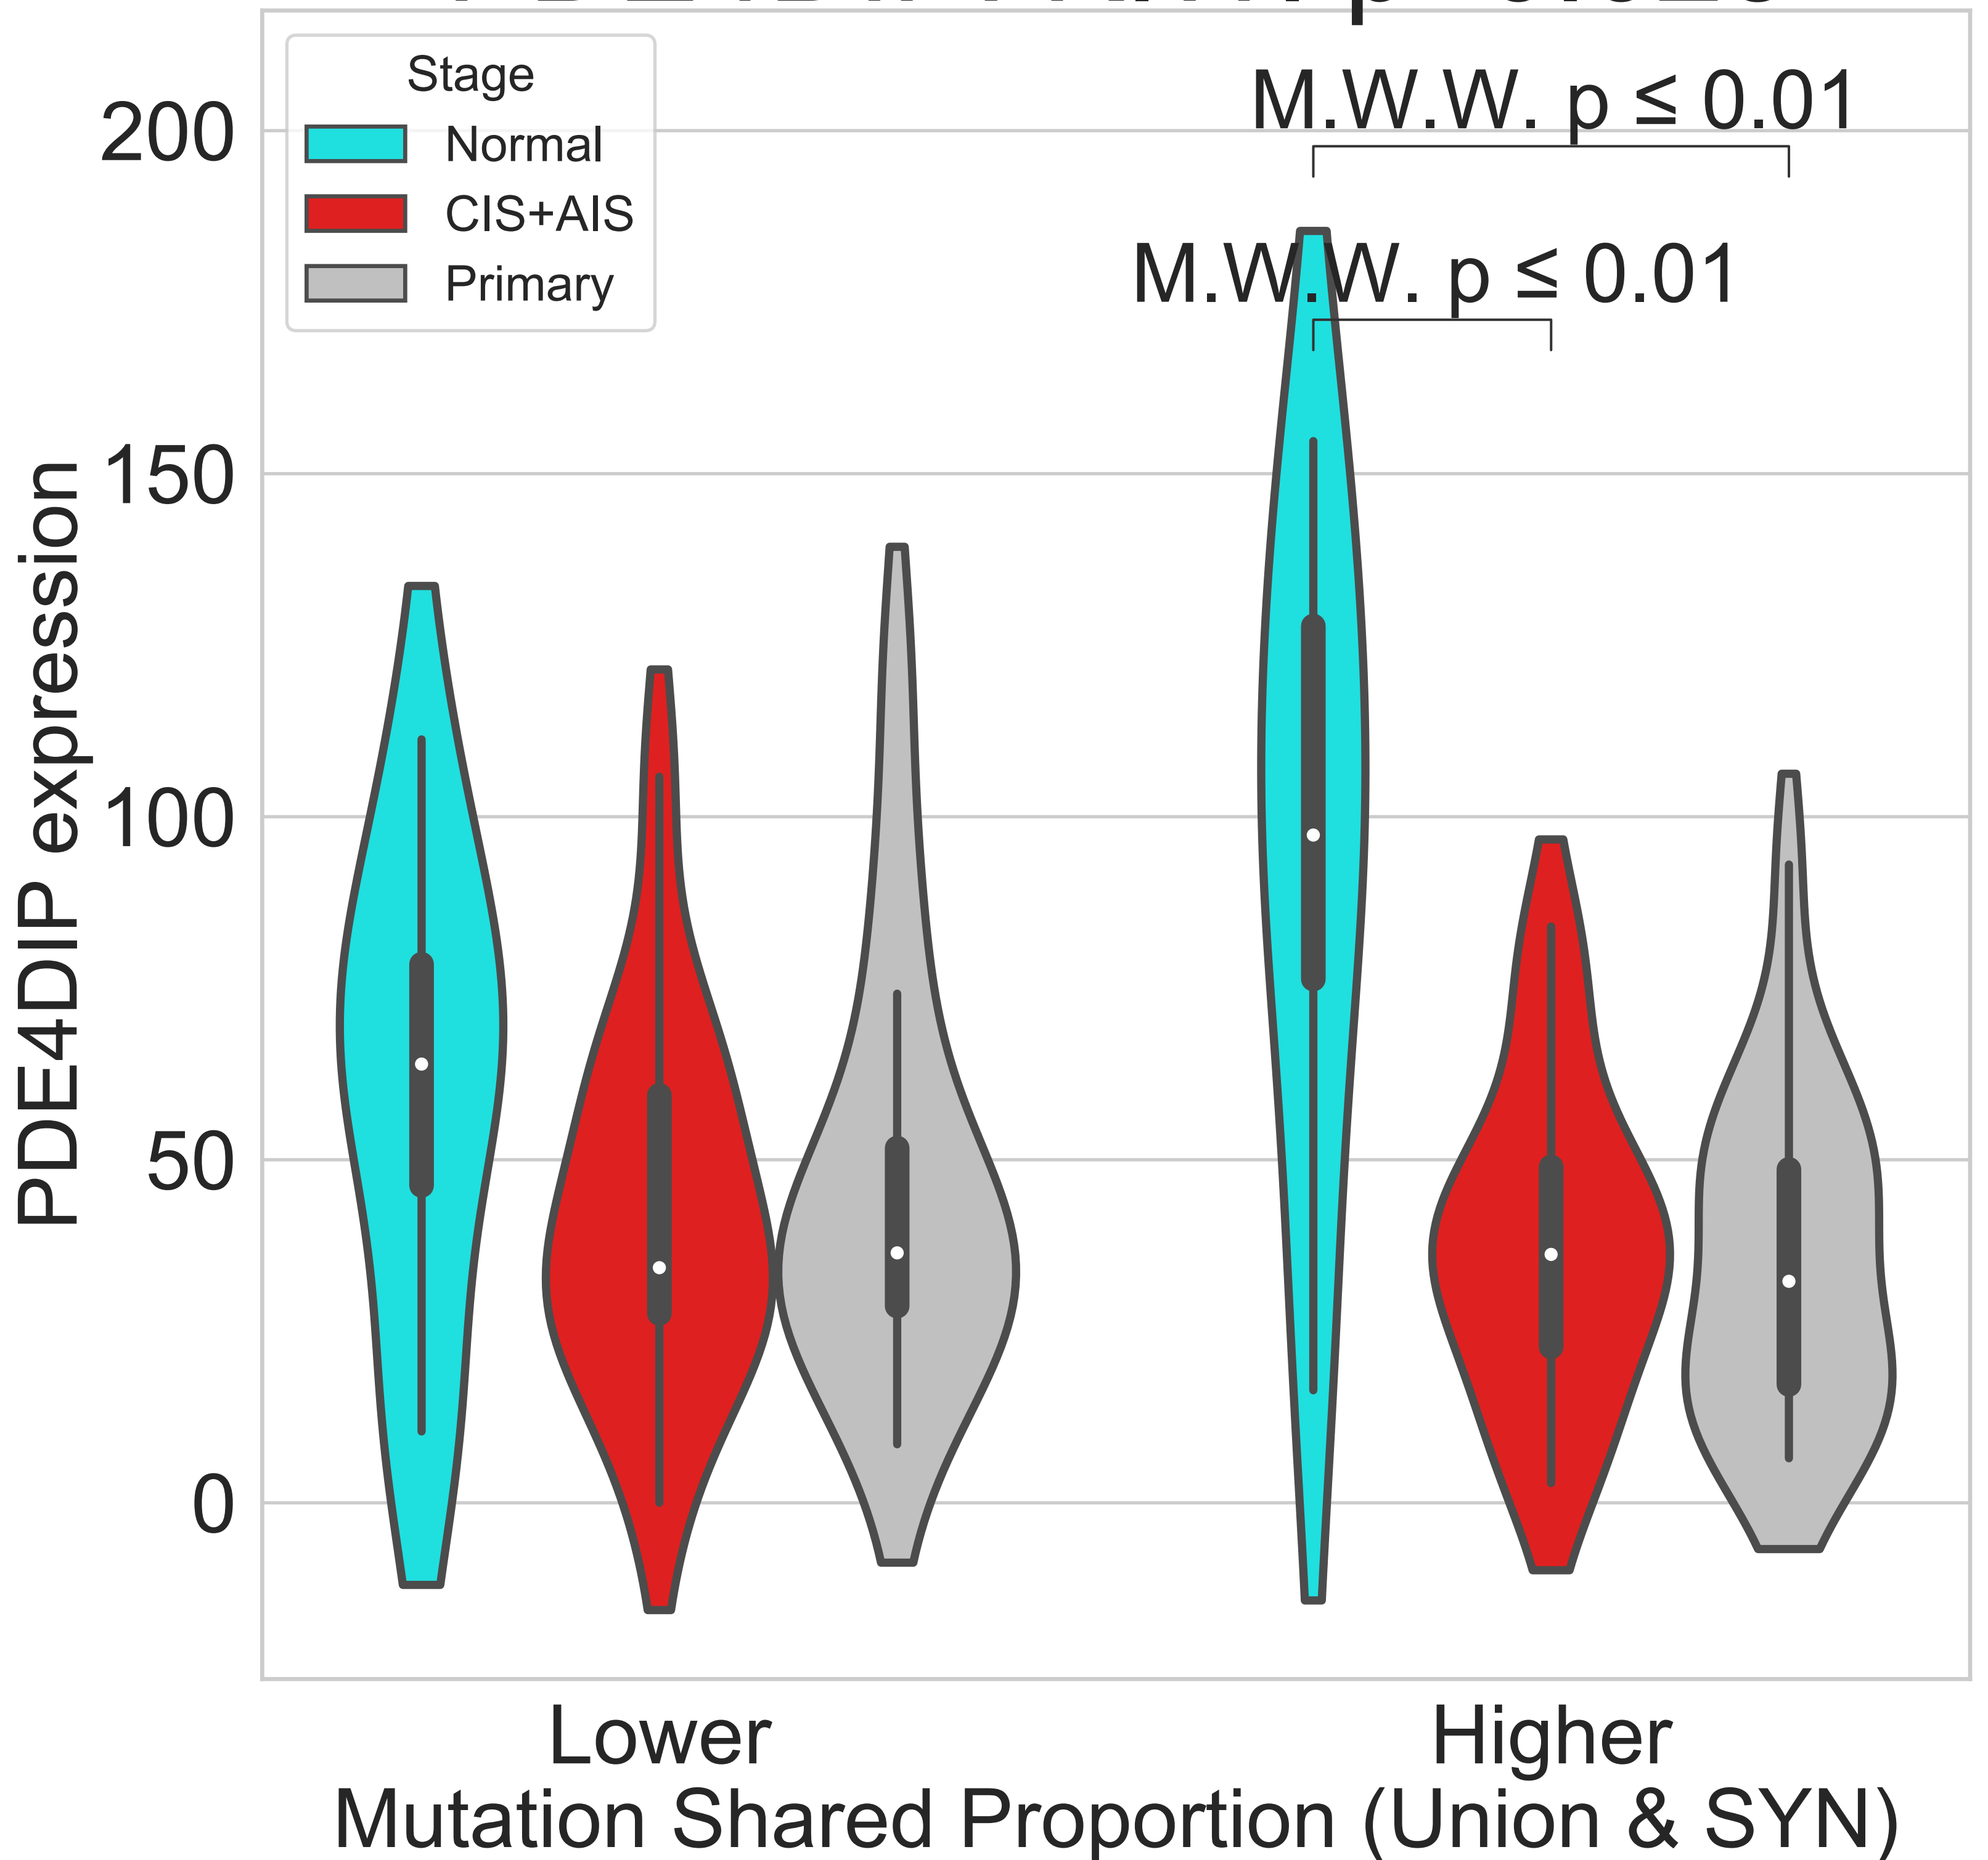 Stage
Normal
CIS+AIS
Primary
M.W.W. p ≤ 0.01
M.W.W. p ≤ 0.01
200
150
100
50
0
PDE4DIP expression
Lower
Higher
Mutation Shared Proportion (Union & SYN)